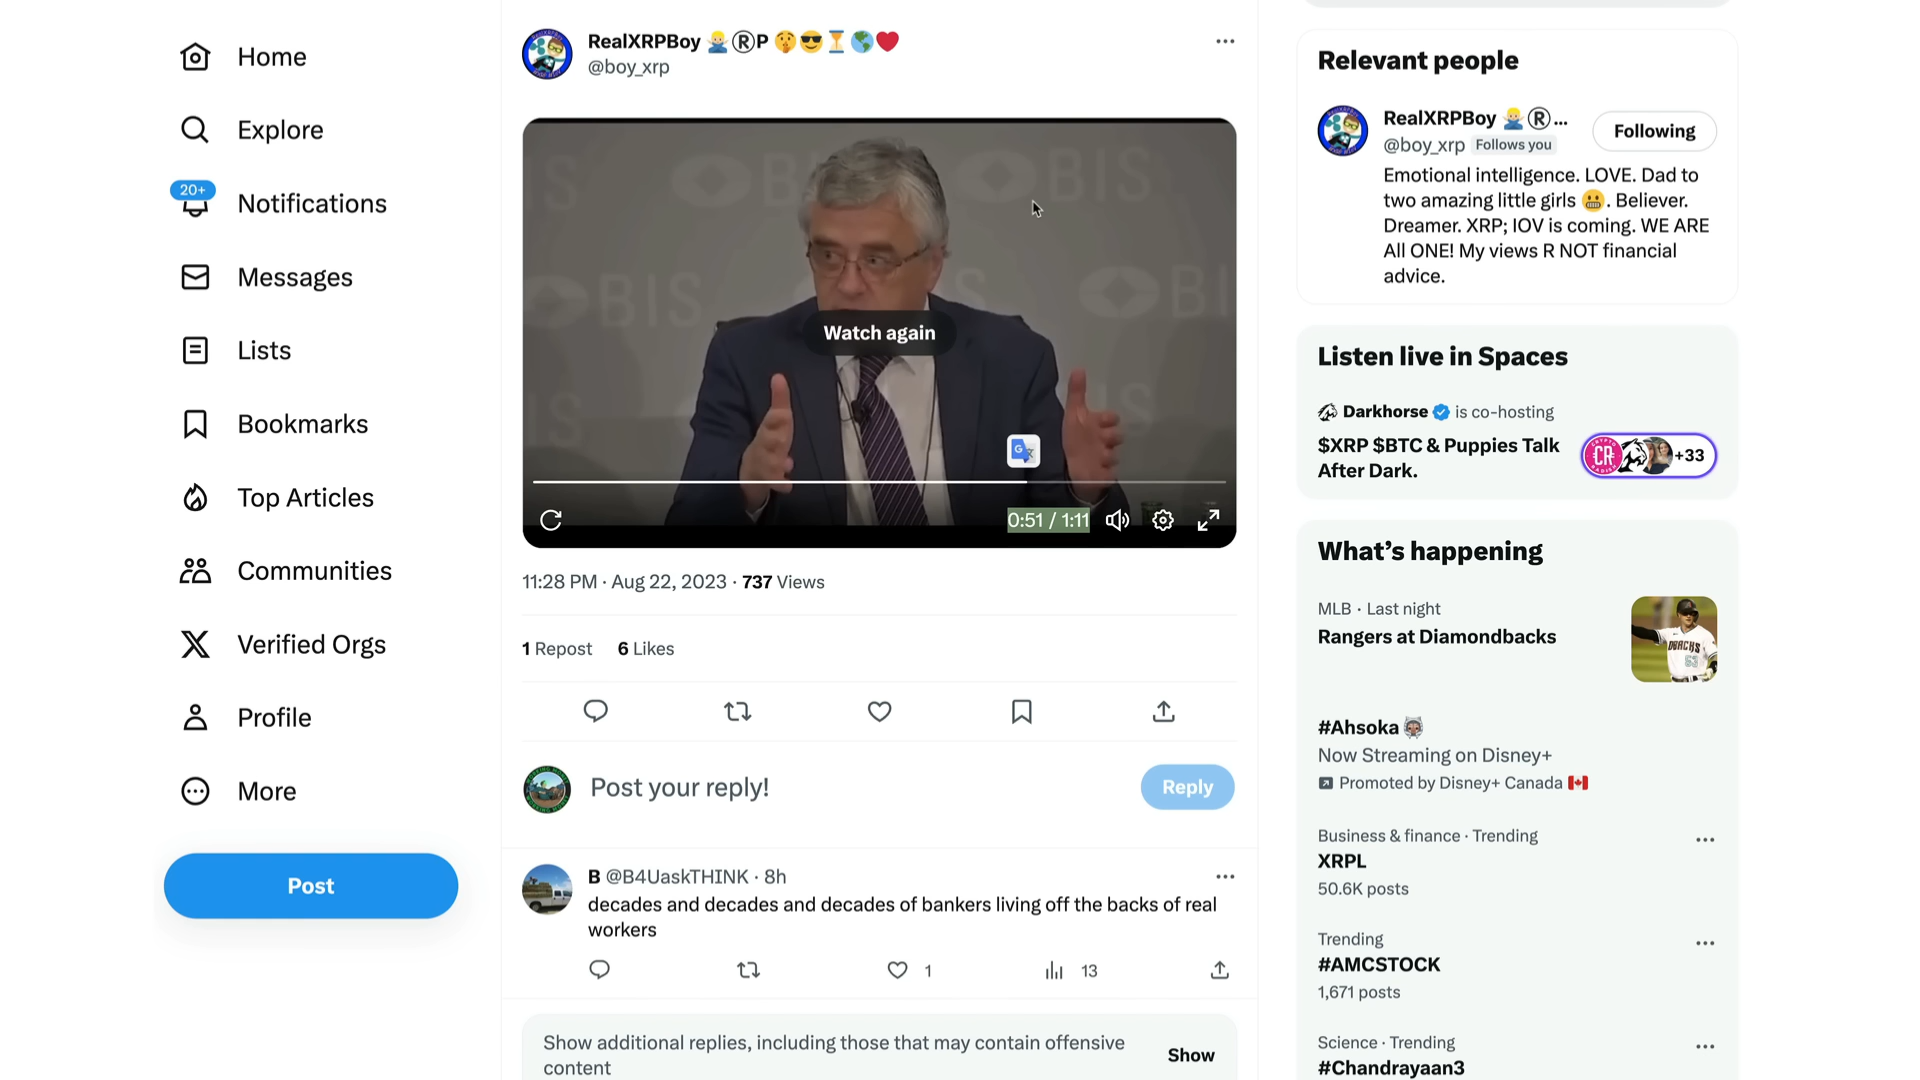 Home
Explore
20+
Notifications
Messages
Lists
Bookmarks
Top Articles
Communities
Verified Orgs
Profile
More
Post
RealXRPBoy 🙅🏼‍♂️ⓇP 🤫😎⏳🌎❤️
@boy_xrp
BIS
BIS
BIS
BI
Watch again
0:51 / 1:11
11:28 PM · Aug 22, 2023 · 737 Views
1 Repost 6 Likes
Post your reply!
Reply
B @B4UaskTHINK · 8h
decades and decades and decades of bankers living off the backs of real
workers
1
13
Show additional replies, including those that may contain offensive
content
Show
Relevant people
RealXRPBoy 🙅🏼‍♂️Ⓡ...
@boy_xrp Follows you
Following
Emotional intelligence. LOVE. Dad to
two amazing little girls 😬. Believer.
Dreamer. XRP; IOV is coming. WE ARE
All ONE! My views R NOT financial
advice.
Listen live in Spaces
Darkhorse is co-hosting
$XRP $BTC & Puppies Talk
After Dark.
CR
+33
What's happening
MLB · Last night
Rangers at Diamondbacks
#Ahsoka
Now Streaming on Disney+
Promoted by Disney+ Canada 🇨🇦
Business & finance · Trending
XRPL
50.6K posts
Trending
#AMCSTOCK
1,671 posts
Science · Trending
#Chandrayaan3